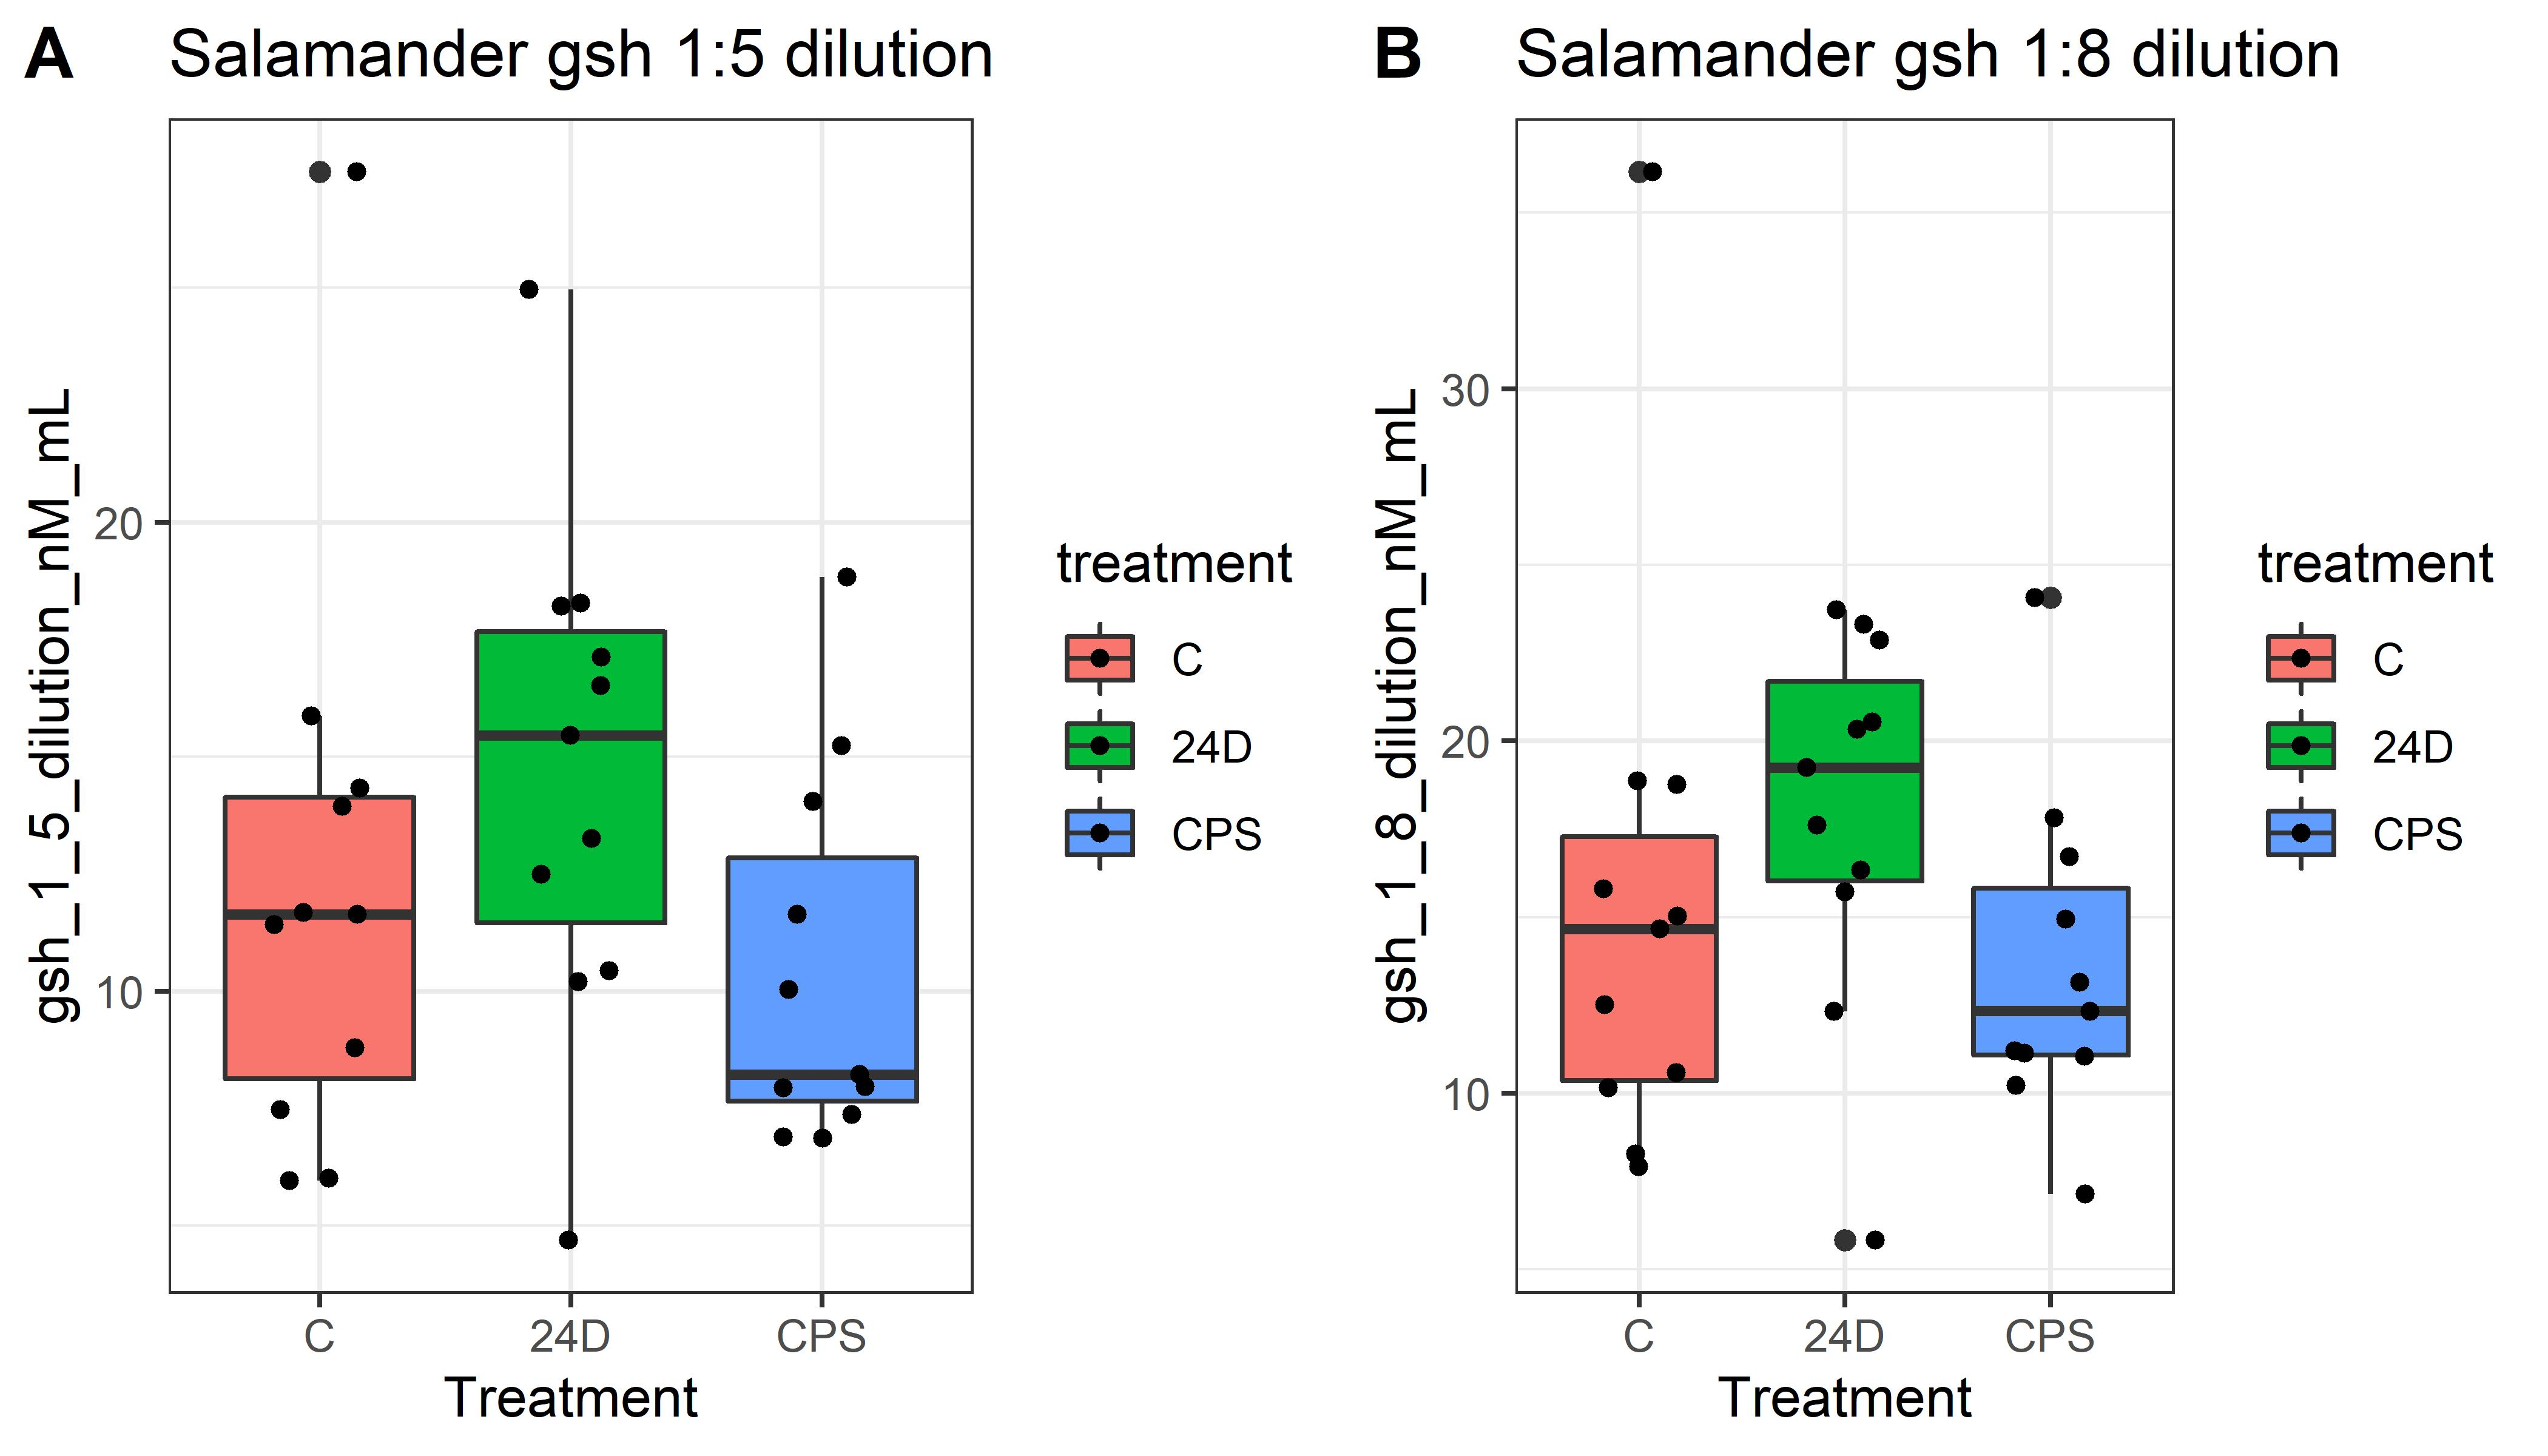 A
Salamander gsh 1:5 dilution
gsh_1_5_dilution_nM_mL
20
10
C
24D
CPS
Treatment
treatment
C
24D
CPS
B
Salamander gsh 1:8 dilution
gsh_1_8_dilution_nM_mL
30
20
10
C
24D
CPS
Treatment
treatment
C
24D
CPS